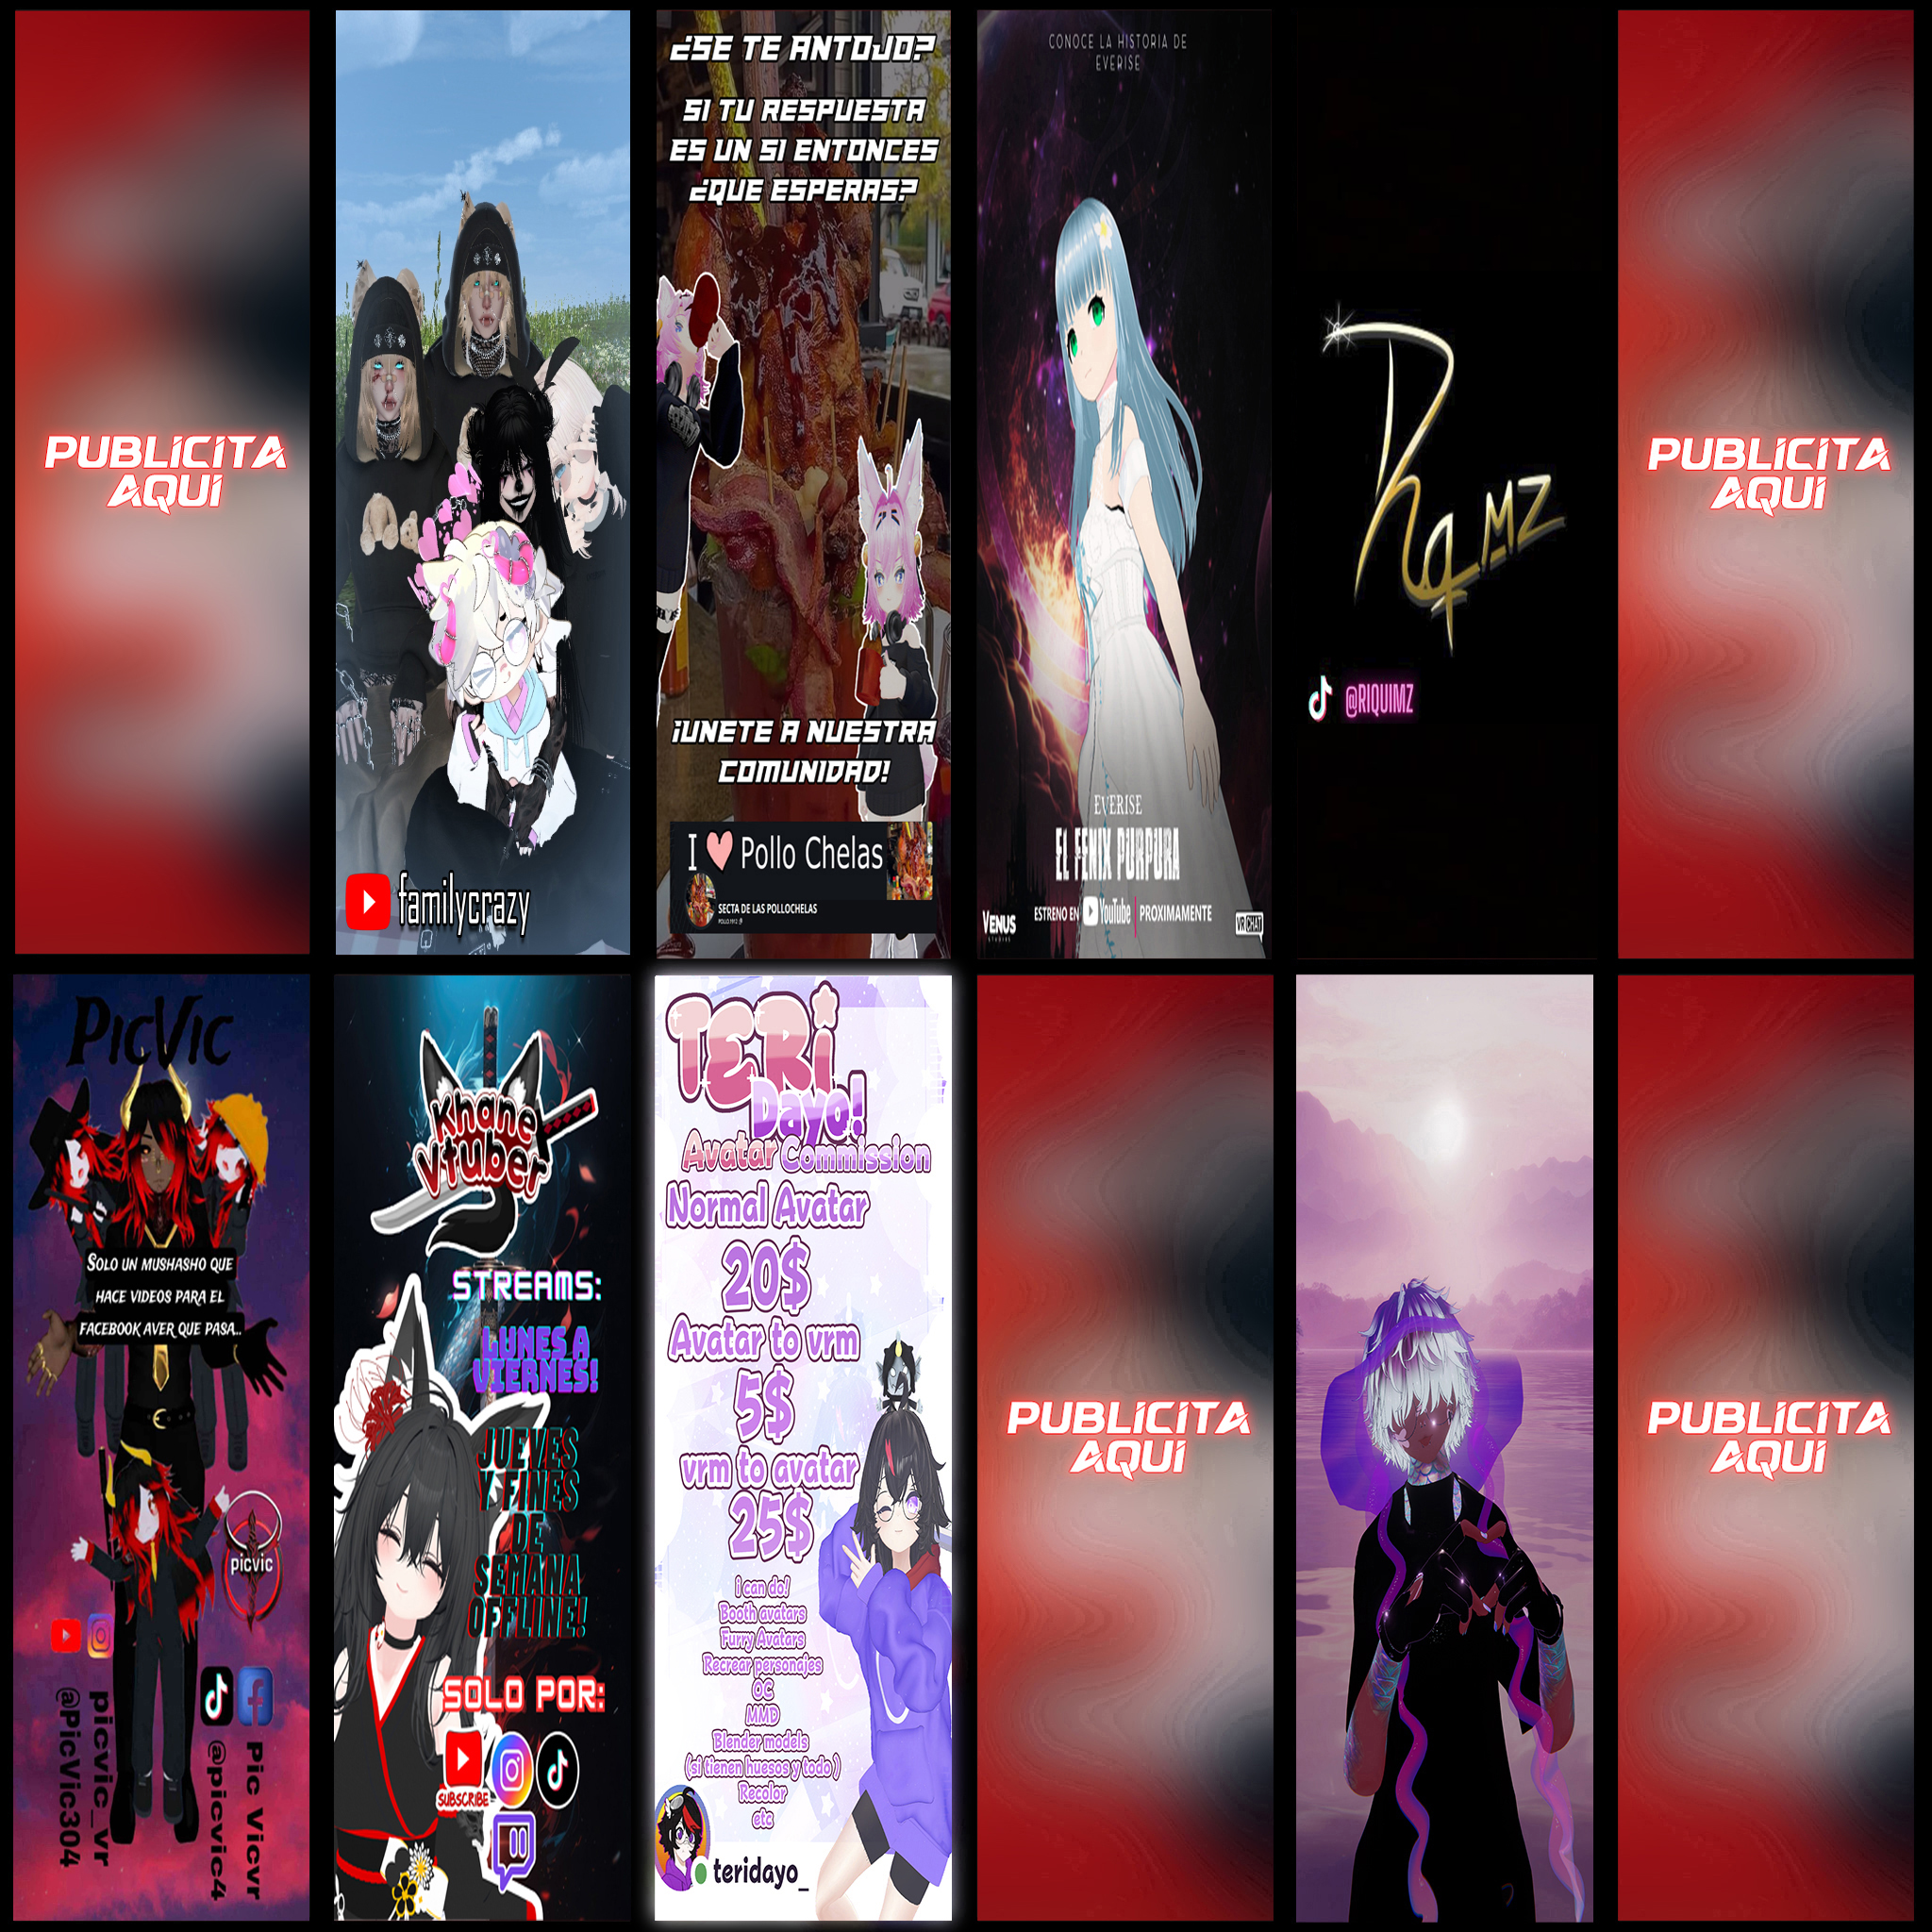 PUBLICITA
AQUI
familycrazy
¿SE TE ANTOJO?
SI TU RESPUESTA
ES UN SI ENTONCES
¿QUE ESPERAS?
¡UNETE A NUESTRA
COMUNIDAD!
I ❤ Pollo Chelas
SECTA DE LAS POLLOCHELAS
CONOCE LA HISTORIA DE
EVERISE
EVERISE
EL FENIX PURPURA
VENUS
STUDIOS
ESTRENO EN YouTube | PROXIMAMENTE
VRCHAT
Rq.MZ
@RIQUIMZ
PUBLICITA
AQUI
PICVIC
SOLO UN MUSHASHO QUE
HACE VIDEOS PARA EL
FACEBOOK AVER QUE PASA...
picvic
picvic_vr
@PicVic304
Pic Vicvr
@picvic4
Khane
Vtuber
STREAMS:
LUNES A
VIERNES!
JUEVES
Y FINES
DE
SEMANA
OFFLINE!
SOLO POR:
SUBSCRIBE
TERi
Dayo!
Avatar Commission
Normal Avatar
20$
Avatar to vrm
5$
vrm to avatar
25$
i can do!
Booth avatars
Furry Avatars
Recrear personajes
OC
MMD
Blender models
(si tienen huesos y todo )
Recolor
etc
teridayo_
PUBLICITA
AQUI
PUBLICITA
AQUI